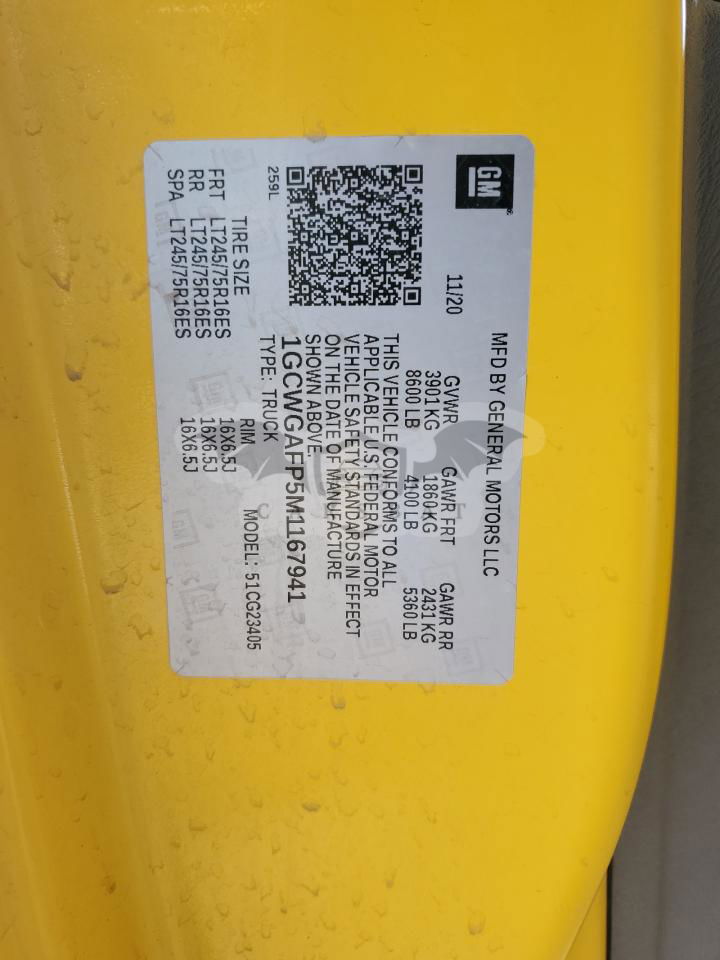 GM
MFD BY GENERAL MOTORS LLC
11/20
GVWR GAWR FRT GAWR RR
3901 KG 1860 KG 2431 KG
8600 LB 4100 LB 5360 LB
THIS VEHICLE CONFORMS TO ALL
APPLICABLE U.S. FEDERAL MOTOR
VEHICLE SAFETY STANDARDS IN EFFECT
ON THE DATE OF MANUFACTURE
SHOWN ABOVE.
1GCWGAFP5M1167941
259L
TYPE: TRUCK MODEL: 51CG23405
TIRE SIZE RIM
FRT LT245/75R16ES 16X6.5J
RR LT245/75R16ES 16X6.5J
SPA LT245/75R16ES 16X6.5J